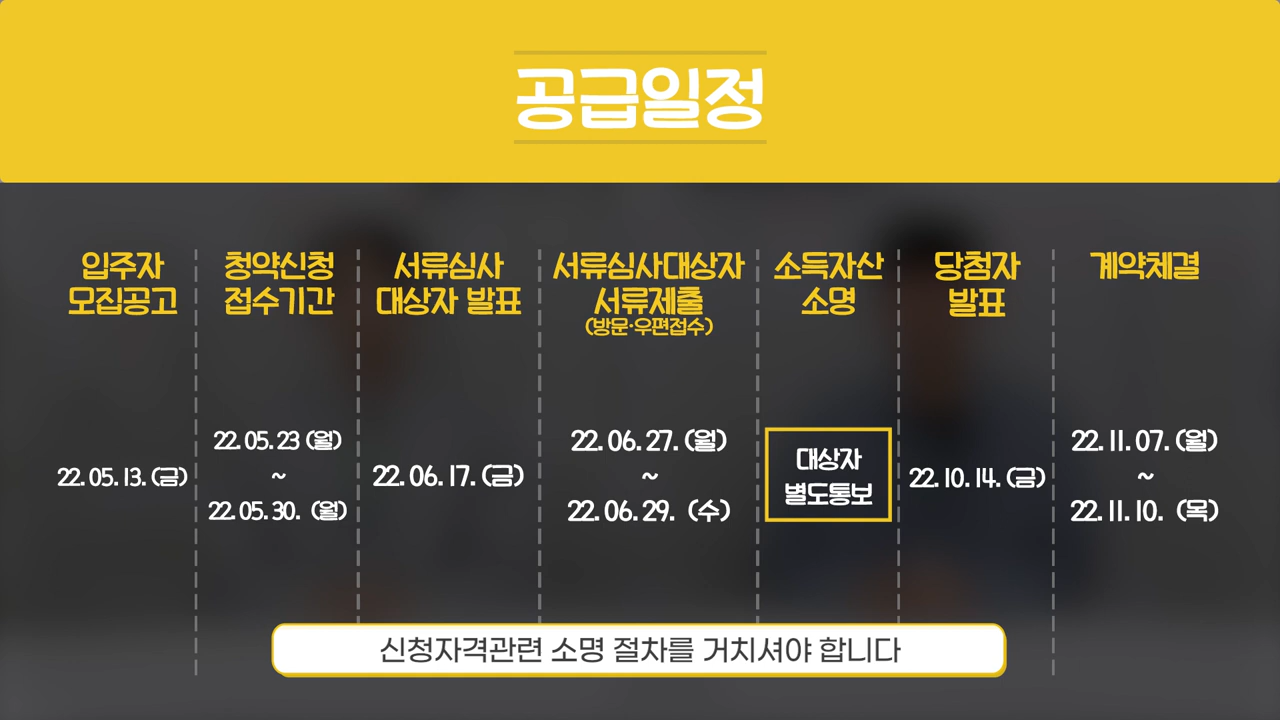 공급일정
입주자
모집공고
22. 05. 13. (금)
청약신청
접수기간
22. 05. 23 (월)
~
22. 05. 30. (월)
서류심사
대상자 발표
22. 06. 17. (금)
서류심사대상자
서류제출
(방문·우편접수)
22. 06. 27. (월)
~
22. 06. 29. (수)
소득자산
소명
대상자
별도통보
당첨자
발표
22. 10. 14. (금)
계약체결
22. 11. 07. (월)
~
22. 11. 10. (목)
신청자격관련 소명 절차를 거치셔야 합니다